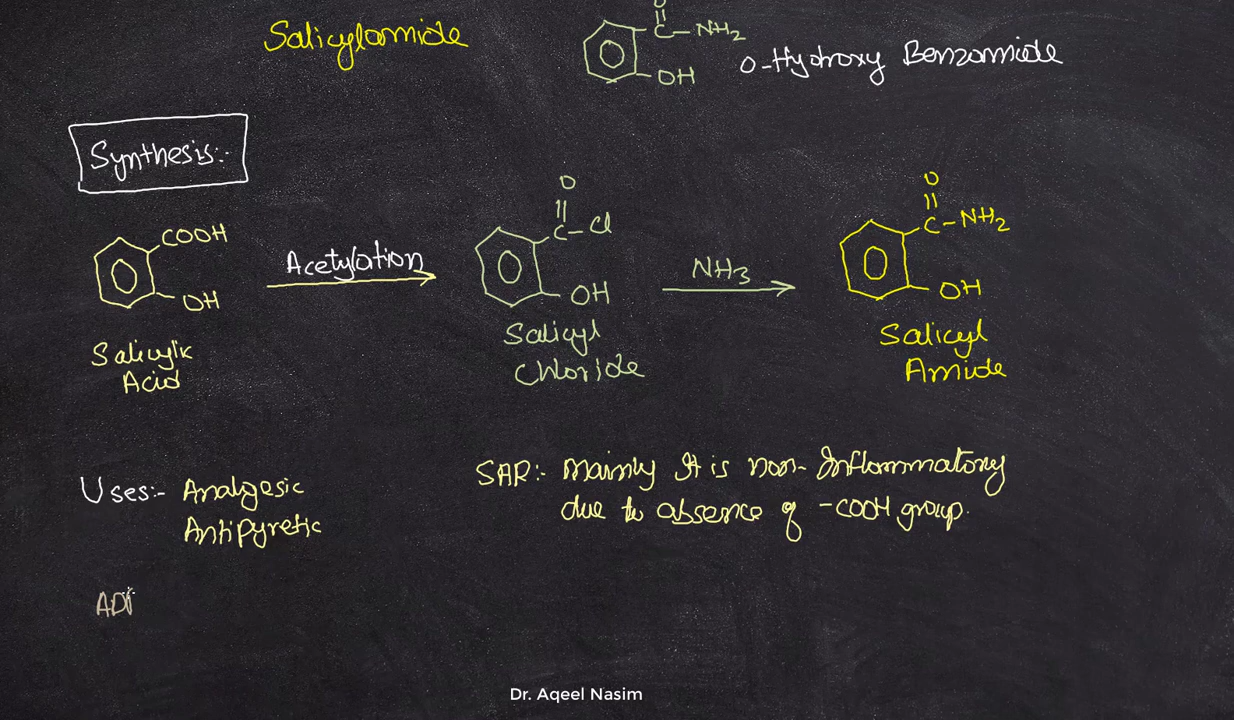 Salicylamide
O
C-NH2
OH
O-Hydroxy Benzamide
Synthesis:-
COOH
OH
Salicylic
Acid
Acetylation
O
C-Cl
OH
Salicyl
Chloride
NH3
O
C-NH2
OH
Salicyl
Amide
Uses:- Analgesic
Antipyretic
SAR:- Mainly It is non-Inflammatory
due to absence of -COOH group.
AD
Dr. Aqeel Nasim